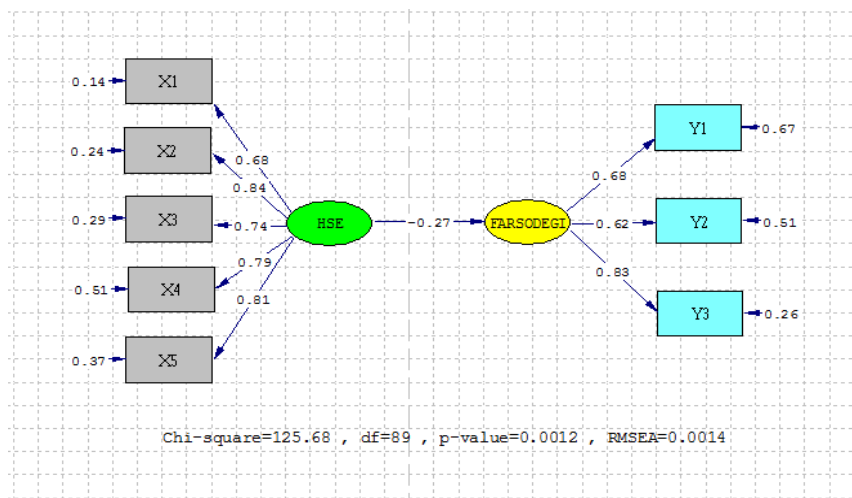 0.14 X1
0.24 X2
0.29 X3
0.51 X4
0.37 X5
0.68
0.84
0.74
0.79
0.81
HSE
-0.27
FARSODEGI
0.68
0.62
0.83
Y1 0.67
Y2 0.51
Y3 0.26
Chi-square=125.68 , df=89 , p-value=0.0012 , RMSEA=0.0014